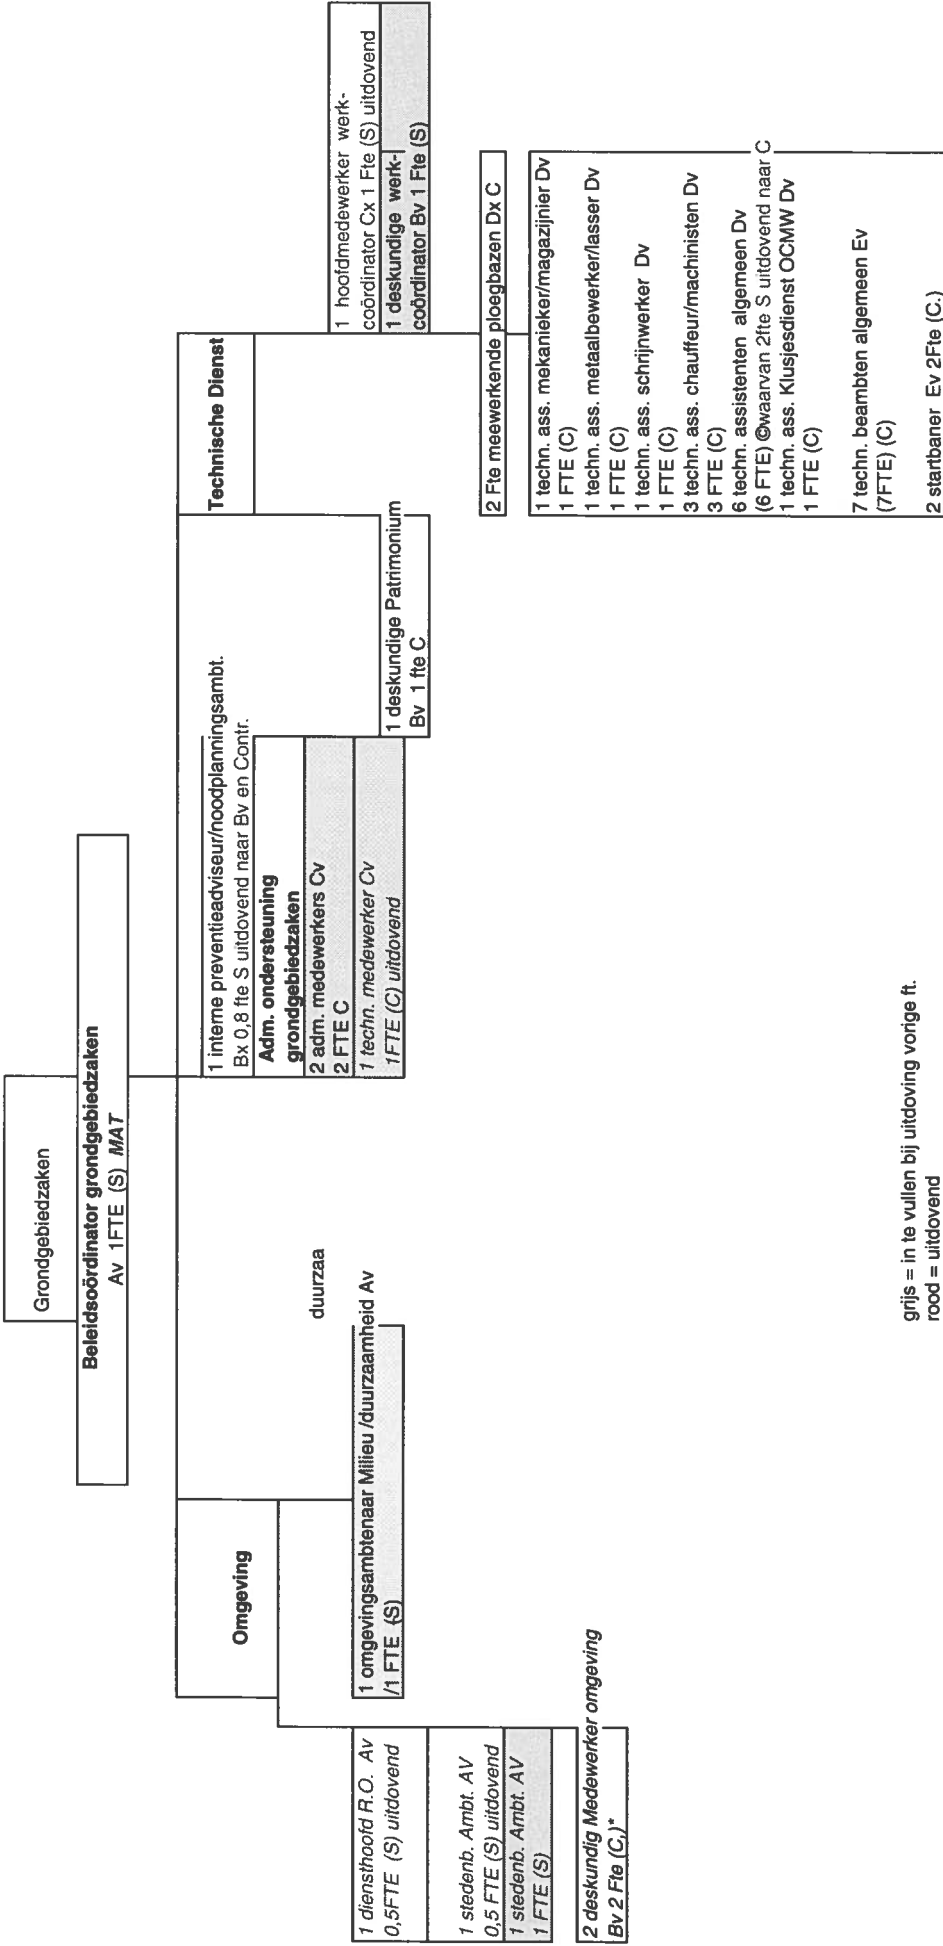 Grondgebiedzaken
Beleidsoördinator grondgebiedzaken
Av 1FTE (S) MAT
Omgeving
1 diensthoofd R.O. Av
0,5FTE (S) uitdovend
1 stedenb. Ambt. AV
0,5 FTE (S) uitdovend
1 stedenb. Ambt. AV
1 FTE (S)
2 deskundig Medewerker omgeving
Bv 2 Fte (C,)*
duurzaa
1 omgevingsambtenaar Milieu /duurzaamheid Av
/1 FTE (S)
1 interne preventieadviseur/noodplanningsambt.
Bx 0,8 fte S uitdovend naar Bv en Contr.
Adm. ondersteuning
grondgebiedzaken
2 adm. medewerkers Cv
2 FTE C
1 techn. medewerker Cv
1FTE (C) uitdovend
1 deskundige Patrimonium
Bv 1 fte C
Technische Dienst
1 hoofdmedewerker werk-
coördinator Cx 1 Fte (S) uitdovend
1 deskundige werk-
coördinator Bv 1 Fte (S)
2 Fte meewerkende ploegbazen Dx C
1 techn. ass. mekanieker/magazijnier Dv
1 FTE (C)
1 techn. ass. metaalbewerker/lasser Dv
1 FTE (C)
1 techn. ass. schrijnwerker Dv
1 FTE (C)
3 techn. ass. chauffeur/machinisten Dv
3 FTE (C)
6 techn. assistenten algemeen Dv
(6 FTE) ©waarvan 2fte S uitdovend naar C
1 techn. ass. Klusjesdienst OCMW Dv
1 FTE (C)
7 techn. beambten algemeen Ev
(7FTE) (C)
2 startbaner Ev 2Fte (C.)
grijs = in te vullen bij uitdoving vorige ft.
rood = uitdovend